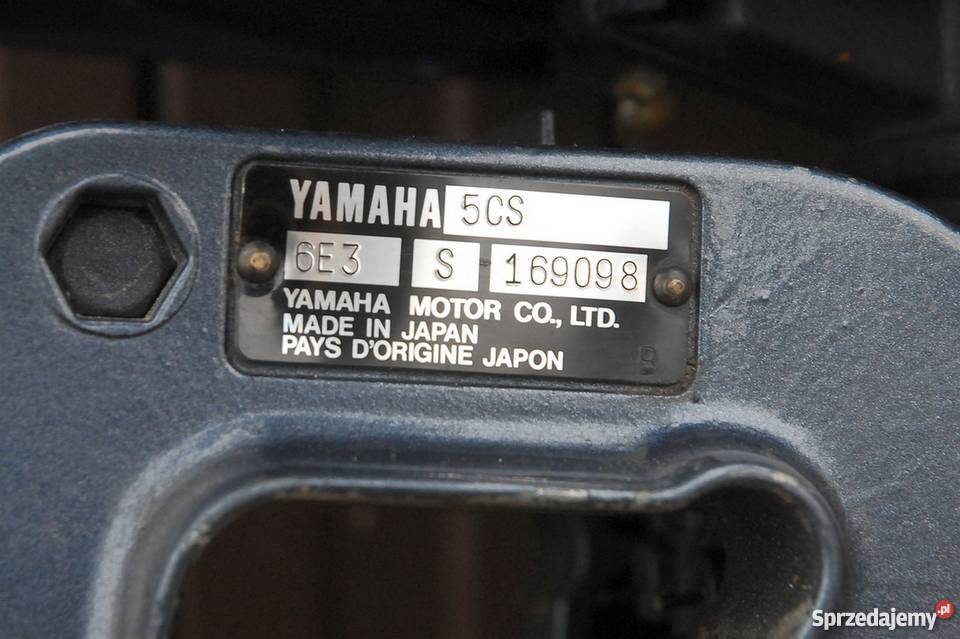 YAMAHA 5CS
6E3 S 169098
YAMAHA MOTOR CO., LTD.
MADE IN JAPAN
PAYS D'ORIGINE JAPON
Sprzedajemy.pl